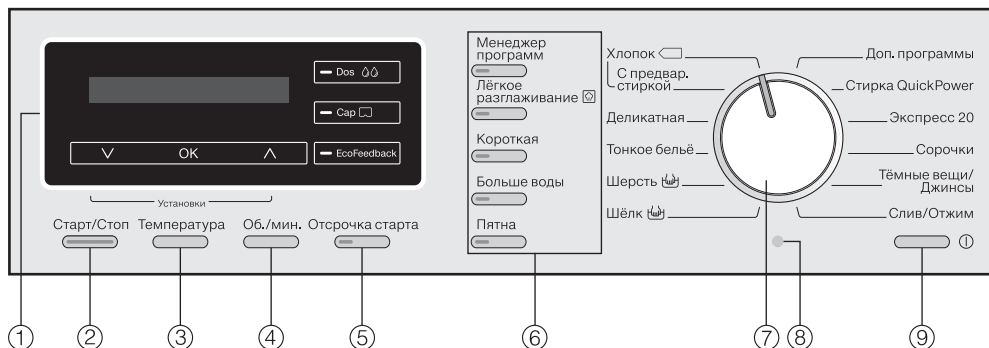 Dos
Cap
EcoFeedback
OK
Установки
Старт/Стоп
Температура
Об./мин.
Отсрочка старта
Менеджер
программ
Лёгкое
разглаживание
Короткая
Больше воды
Пятна
Хлопок
С предвар.
стиркой
Деликатная
Тонкое бельё
Шерсть
Шёлк
Доп. программы
Стирка QuickPower
Экспресс 20
Сорочки
Тёмные вещи/
Джинсы
Слив/Отжим
① ② ③ ④ ⑤ ⑥ ⑦ ⑧ ⑨